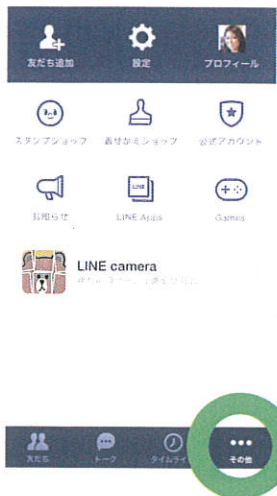 友だち追加
設定
プロフィール
スタンプショップ
着せかえショップ
公式アカウント
お知らせ
LINE
LINE Apps
Games
LINE camera
友だち
トーク
タイムライ
その他